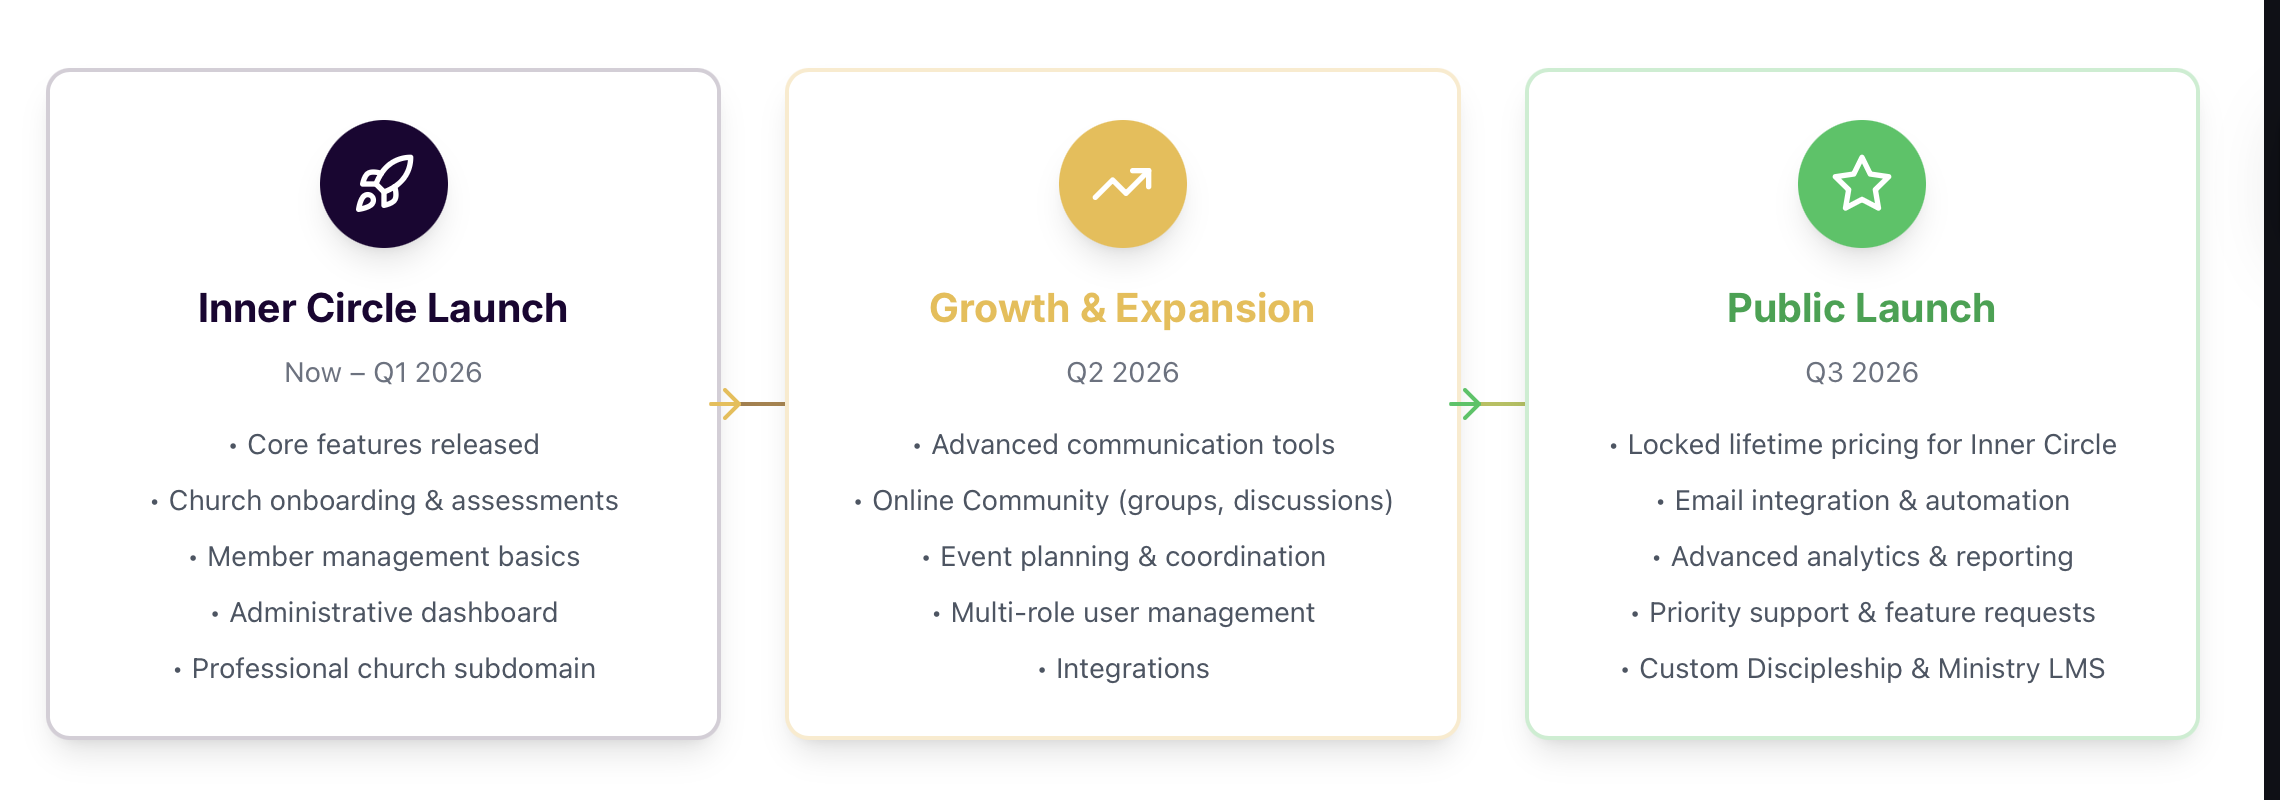 Inner Circle Launch
Now – Q1 2026
• Core features released
• Church onboarding & assessments
• Member management basics
• Administrative dashboard
• Professional church subdomain
Growth & Expansion
Q2 2026
• Advanced communication tools
• Online Community (groups, discussions)
• Event planning & coordination
• Multi-role user management
• Integrations
Public Launch
Q3 2026
• Locked lifetime pricing for Inner Circle
• Email integration & automation
• Advanced analytics & reporting
• Priority support & feature requests
• Custom Discipleship & Ministry LMS